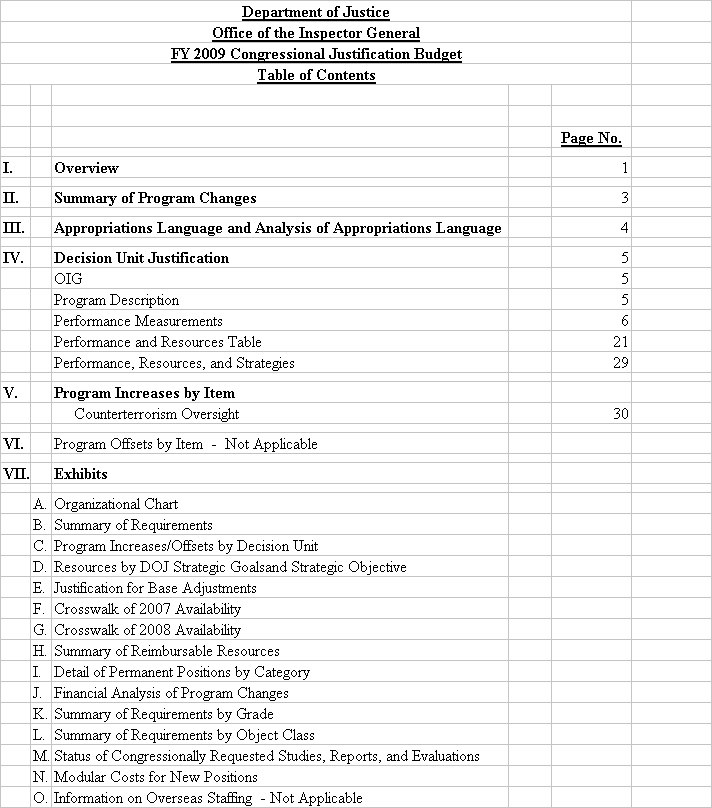 Department of Justice
Office of the Inspector General
FY 2009 Congressional Justification Budget
Table of Contents
Page No.
I. Overview 1
II. Summary of Program Changes 3
III. Appropriations Language and Analysis of Appropriations Language 4
IV. Decision Unit Justification 5
OIG 5
Program Description 5
Performance Measurements 6
Performance and Resources Table 21
Performance, Resources, and Strategies 29
V. Program Increases by Item
Counterterrorism Oversight 30
VI. Program Offsets by Item - Not Applicable
VII. Exhibits
A. Organizational Chart
B. Summary of Requirements
C. Program Increases/Offsets by Decision Unit
D. Resources by DOJ Strategic Goalsand Strategic Objective
E. Justification for Base Adjustments
F. Crosswalk of 2007 Availability
G. Crosswalk of 2008 Availability
H. Summary of Reimbursable Resources
I. Detail of Permanent Positions by Category
J. Financial Analysis of Program Changes
K. Summary of Requirements by Grade
L. Summary of Requirements by Object Class
M. Status of Congressionally Requested Studies, Reports, and Evaluations
N. Modular Costs for New Positions
O. Information on Overseas Staffing - Not Applicable